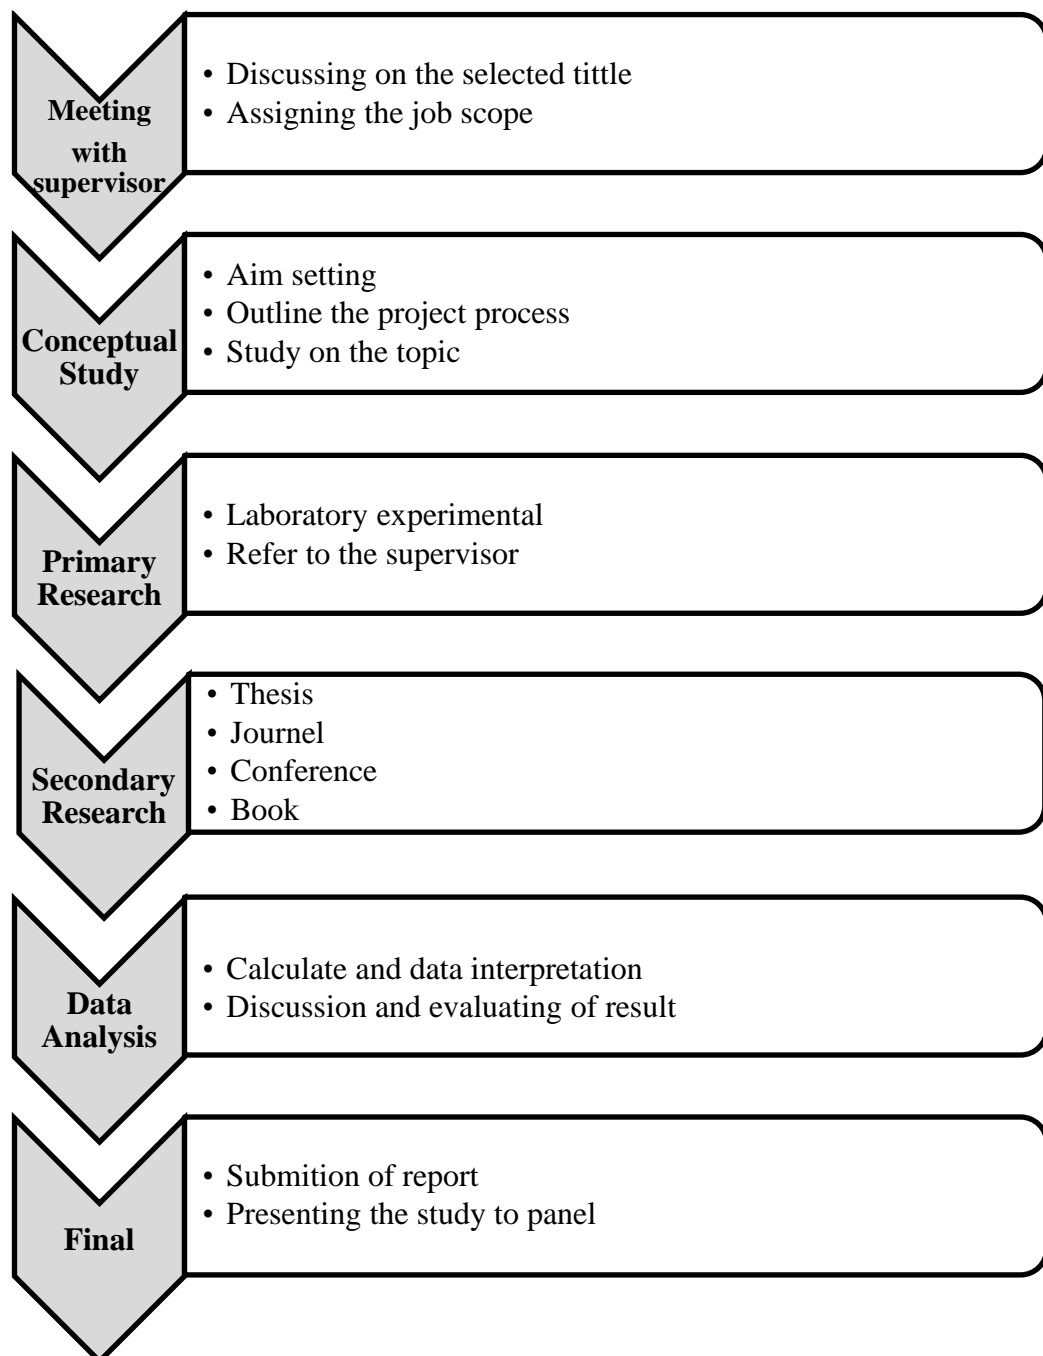 Meeting
with
supervisor
• Discussing on the selected tittle
• Assigning the job scope
Conceptual
Study
• Aim setting
• Outline the project process
• Study on the topic
Primary
Research
• Laboratory experimental
• Refer to the supervisor
Secondary
Research
• Thesis
• Journel
• Conference
• Book
Data
Analysis
• Calculate and data interpretation
• Discussion and evaluating of result
Final
• Submition of report
• Presenting the study to panel